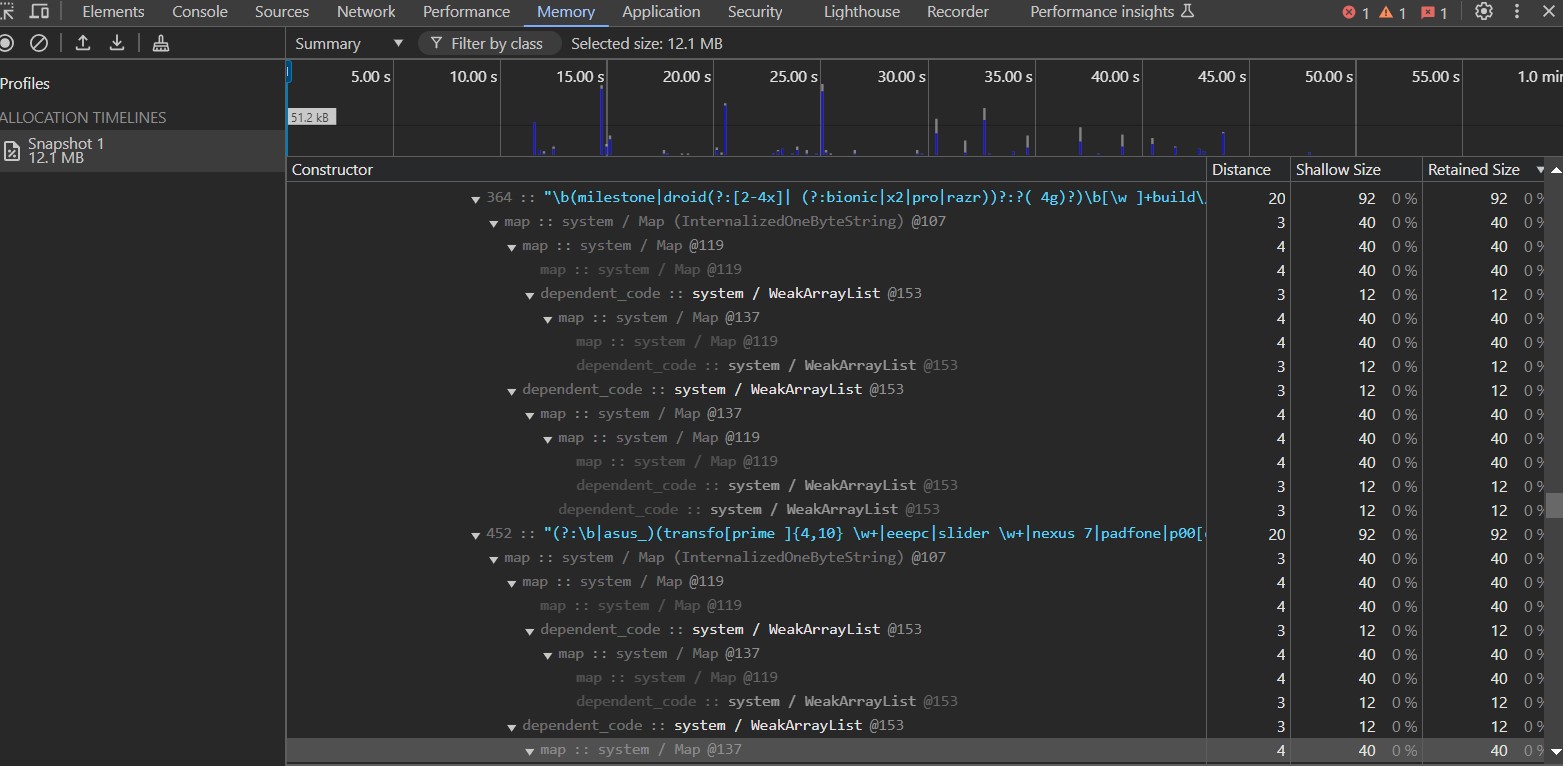 Elements Console Sources Network Performance Memory Application Security Lighthouse Recorder Performance insights 1 1 1
Summary Filter by class Selected size: 12.1 MB
Profiles
ALLOCATION TIMELINES
Snapshot 1
12.1 MB
5.00 s 10.00 s 15.00 s 20.00 s 25.00 s 30.00 s 35.00 s 40.00 s 45.00 s 50.00 s 55.00 s 1.0 min
51.2 kB
Constructor Distance Shallow Size Retained Size
364 :: "\b(milestone|droid(?:[2-4x]| (?:bionic|x2|pro|razr))?:?( 4g)?)\b[\w ]+build\/ 20 92 0 % 92 0 %
map :: system / Map (InternalizedOneByteString) @107 3 40 0 % 40 0 %
map :: system / Map @119 4 40 0 % 40 0 %
map :: system / Map @119 4 40 0 % 40 0 %
dependent_code :: system / WeakArrayList @153 3 12 0 % 12 0 %
map :: system / Map @137 4 40 0 % 40 0 %
map :: system / Map @119 4 40 0 % 40 0 %
dependent_code :: system / WeakArrayList @153 3 12 0 % 12 0 %
dependent_code :: system / WeakArrayList @153 3 12 0 % 12 0 %
map :: system / Map @137 4 40 0 % 40 0 %
map :: system / Map @119 4 40 0 % 40 0 %
map :: system / Map @119 4 40 0 % 40 0 %
dependent_code :: system / WeakArrayList @153 3 12 0 % 12 0 %
dependent_code :: system / WeakArrayList @153 3 12 0 % 12 0 %
452 :: "(?:\b|asus_)(transfo[prime ]{4,10} \w+|eeepc|slider \w+|nexus 7|padfone|p00[ 20 92 0 % 92 0 %
map :: system / Map (InternalizedOneByteString) @107 3 40 0 % 40 0 %
map :: system / Map @119 4 40 0 % 40 0 %
map :: system / Map @119 4 40 0 % 40 0 %
dependent_code :: system / WeakArrayList @153 3 12 0 % 12 0 %
map :: system / Map @137 4 40 0 % 40 0 %
map :: system / Map @119 4 40 0 % 40 0 %
dependent_code :: system / WeakArrayList @153 3 12 0 % 12 0 %
dependent_code :: system / WeakArrayList @153 3 12 0 % 12 0 %
map :: system / Map @137 4 40 0 % 40 0 %